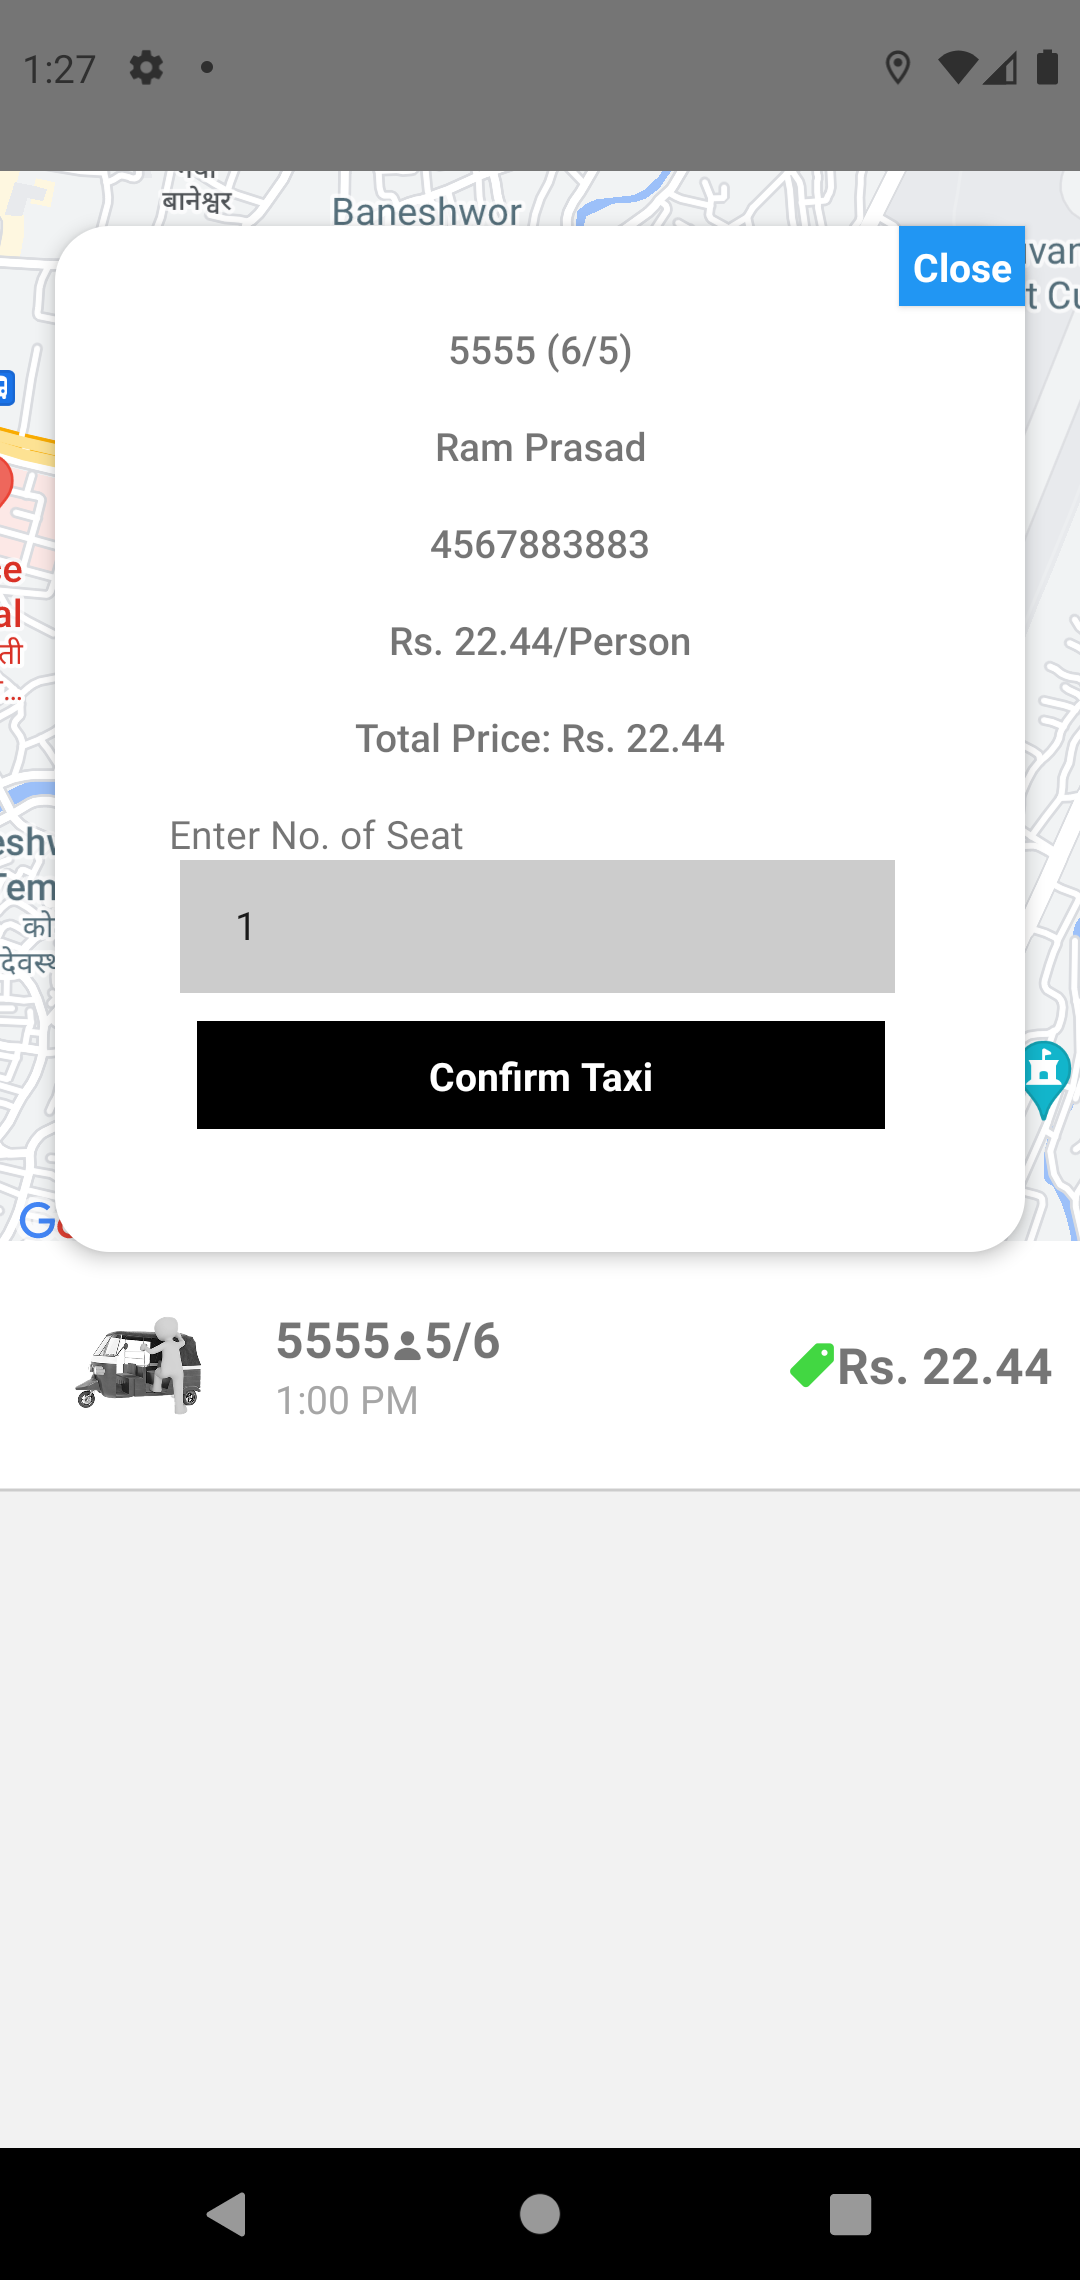 1:27
बानेश्वर
Baneshwor
Close
5555 (6/5)
Ram Prasad
4567883883
Rs. 22.44/Person
Total Price: Rs. 22.44
Enter No. of Seat
1
Confirm Taxi
5555 5/6
1:00 PM
Rs. 22.44